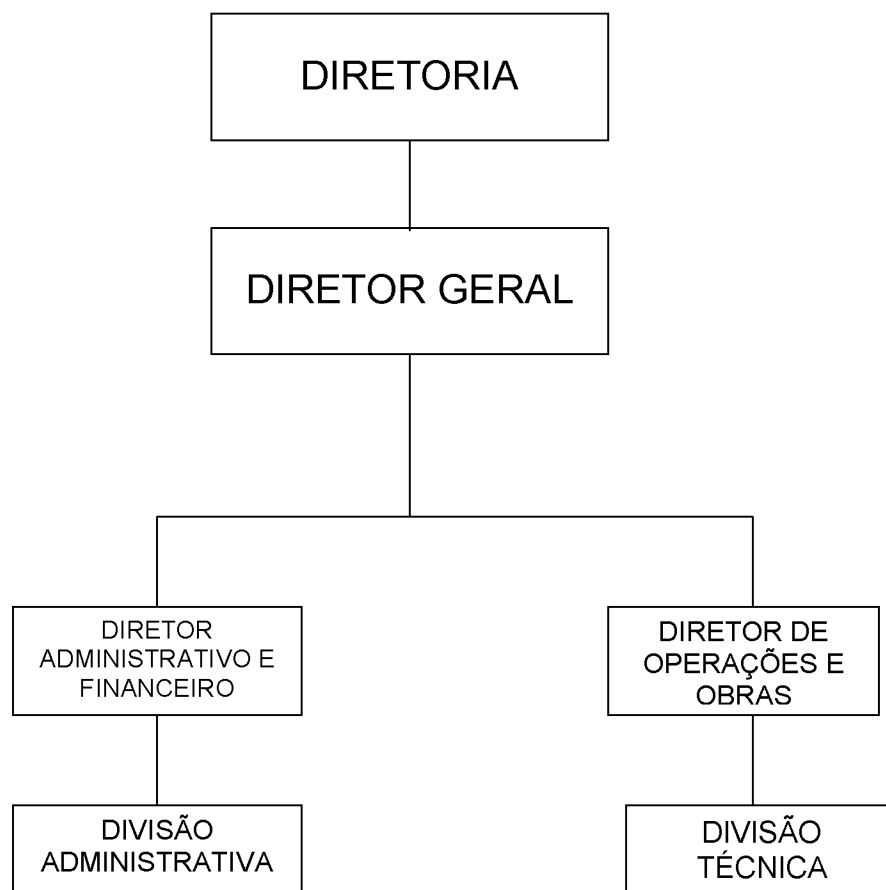 DIRETORIA
DIRETOR GERAL
DIRETOR
ADMINISTRATIVO E
FINANCEIRO
DIRETOR DE
OPERAÇÕES E
OBRAS
DIVISÃO
ADMINISTRATIVA
DIVISÃO
TÉCNICA